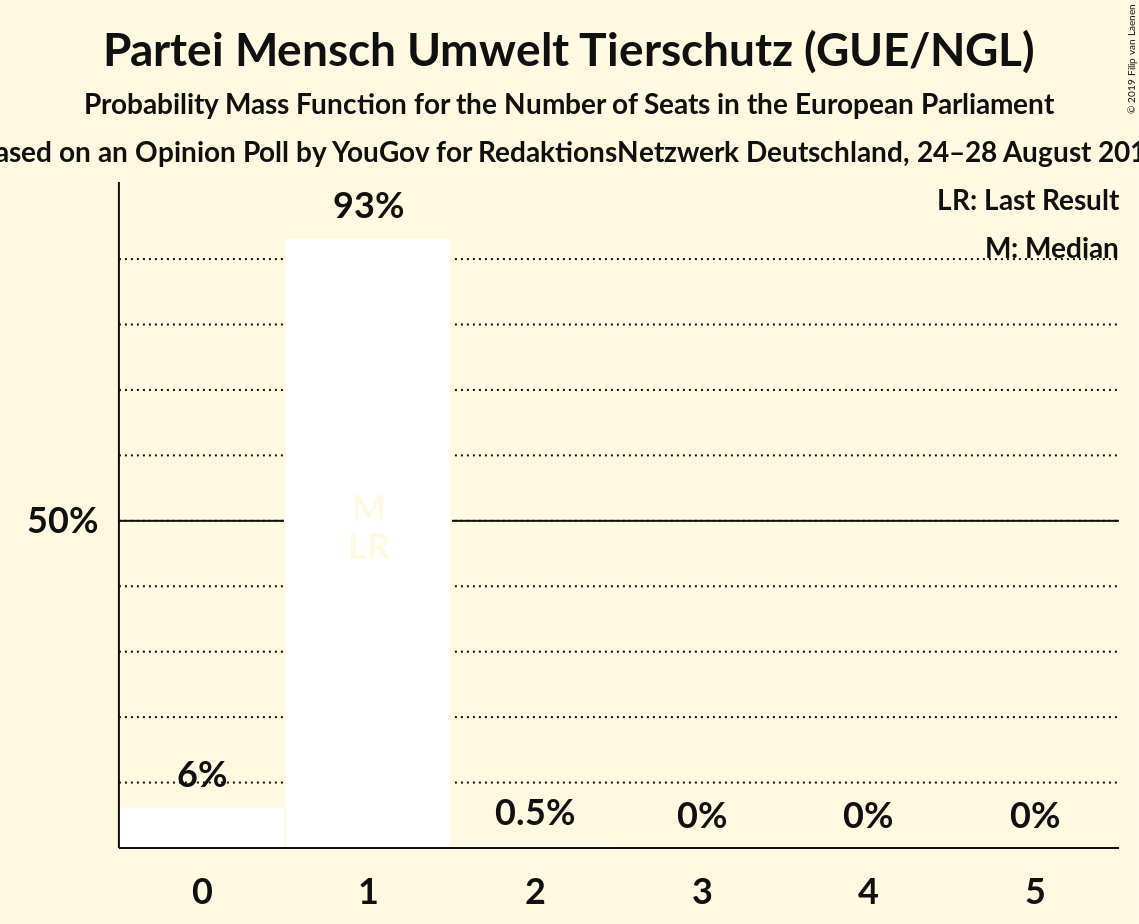 Partei Mensch Umwelt Tierschutz (GUE/NGL)
Probability Mass Function for the Number of Seats in the European Parliament
ased on an Opinion Poll by YouGov for RedaktionsNetzwerk Deutschland, 24–28 August 201
© 2019 Filip van Laenen
LR: Last Result
M: Median
93%
50%
M
LR
6%
0.5%
0%
0%
0%
0
1
2
3
4
5